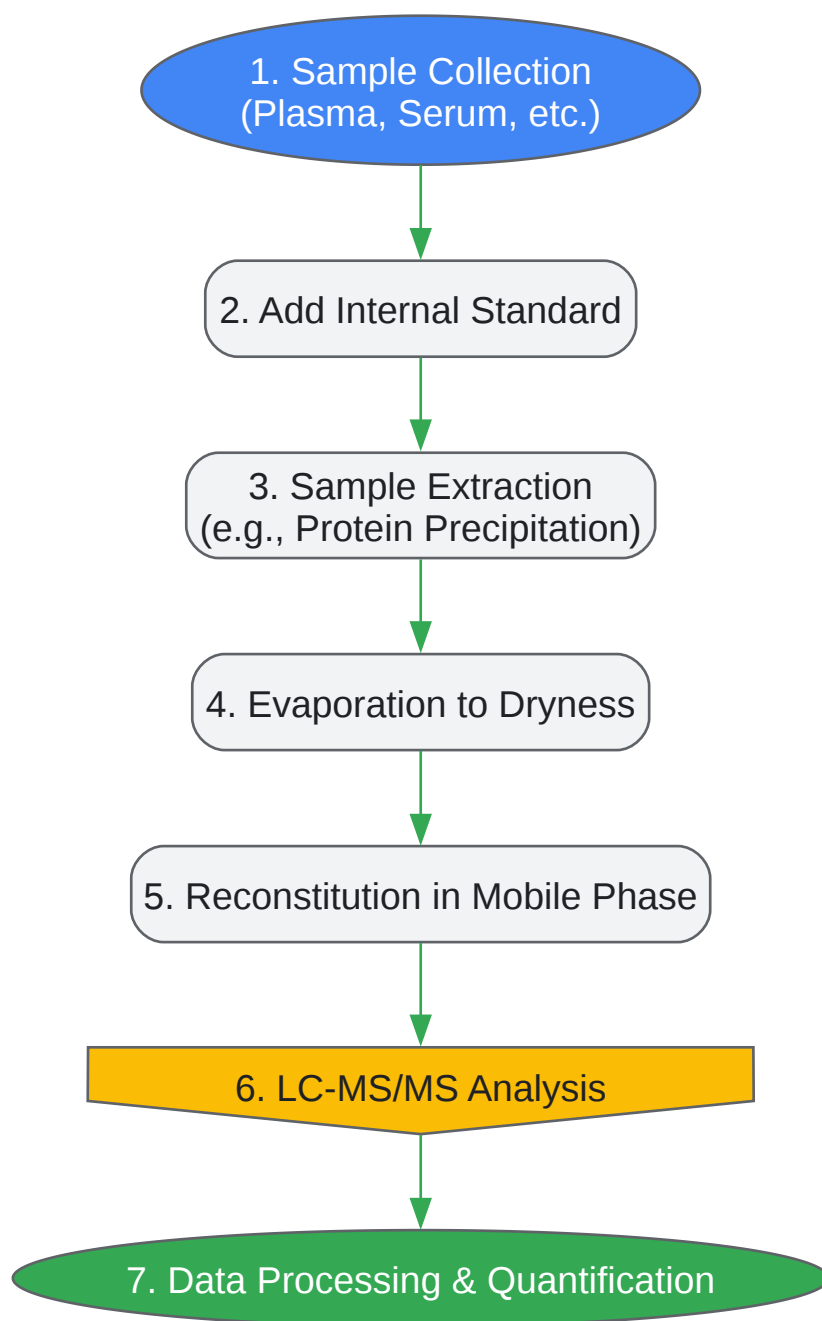 1. Sample Collection
(Plasma, Serum, etc.)
2. Add Internal Standard
3. Sample Extraction
(e.g., Protein Precipitation)
4. Evaporation to Dryness
5. Reconstitution in Mobile Phase
6. LC-MS/MS Analysis
7. Data Processing & Quantification